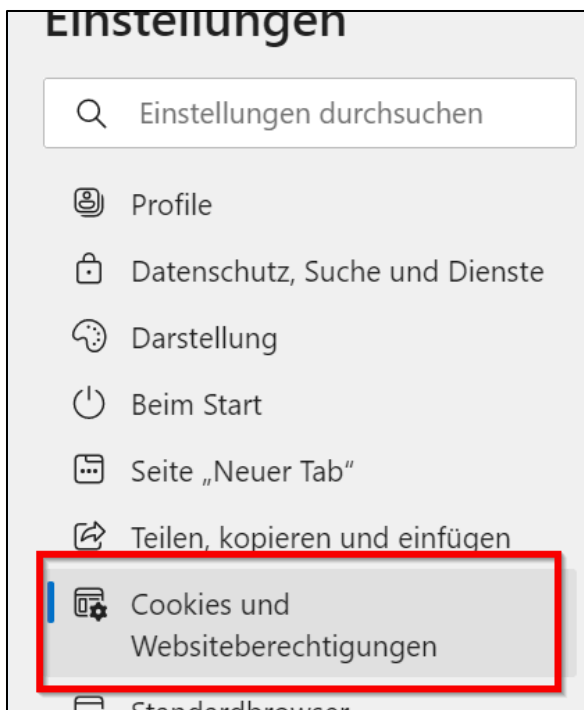 Einstellungen
Einstellungen durchsuchen
Profile
Datenschutz, Suche und Dienste
Darstellung
Beim Start
Seite „Neuer Tab“
Teilen, kopieren und einfügen
Cookies und
Websiteberechtigungen
Standardbrowser